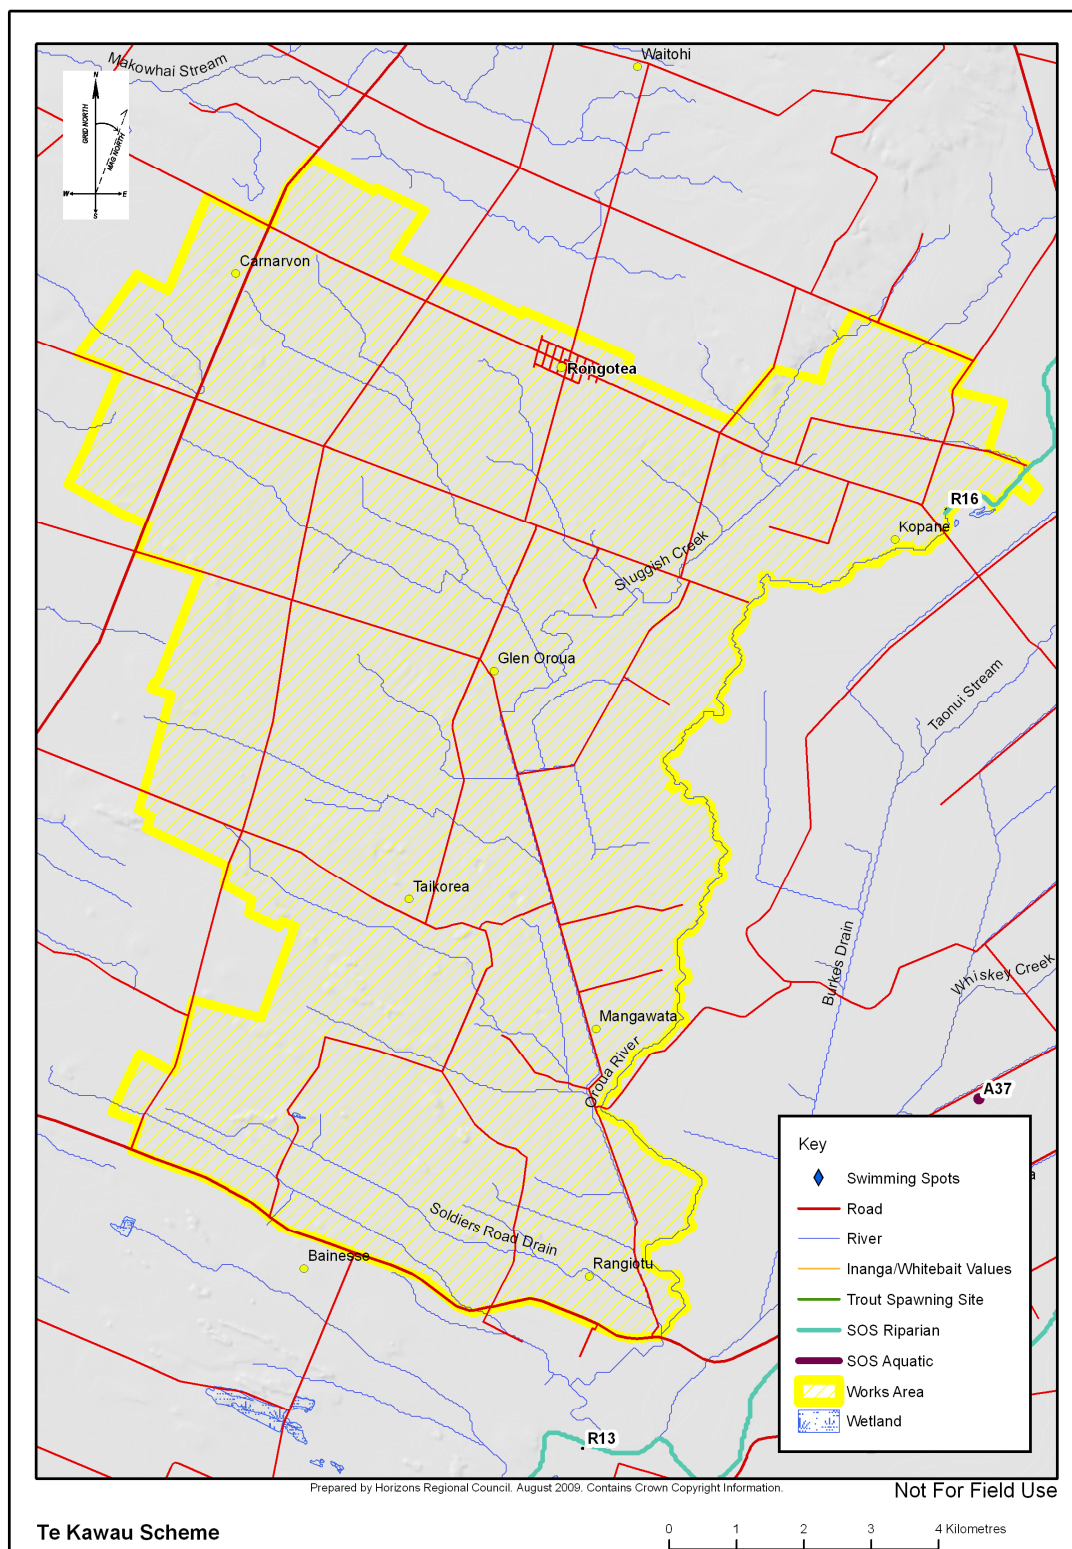 Waitohi
Makowhai Stream
N
GRID NORTH
MAG NORTH
W
E
S
Carnarvon
Rongotea
R16
Kopane
Sluggish Creek
Glen Oroua
Taonui Stream
Taikorea
Burkes Drain
Whiskey Creek
Mangawata
Oroua River
A37
a
Soldiers Road Drain
Bainesse
Rangiotu
R13
Key
Swimming Spots
Road
River
Inanga/Whitebait Values
Trout Spawning Site
SOS Riparian
SOS Aquatic
Works Area
Wetland
Prepared by Horizons Regional Council. August 2009. Contains Crown Copyright Information.
Not For Field Use
Te Kawau Scheme
0 1 2 3 4 Kilometres